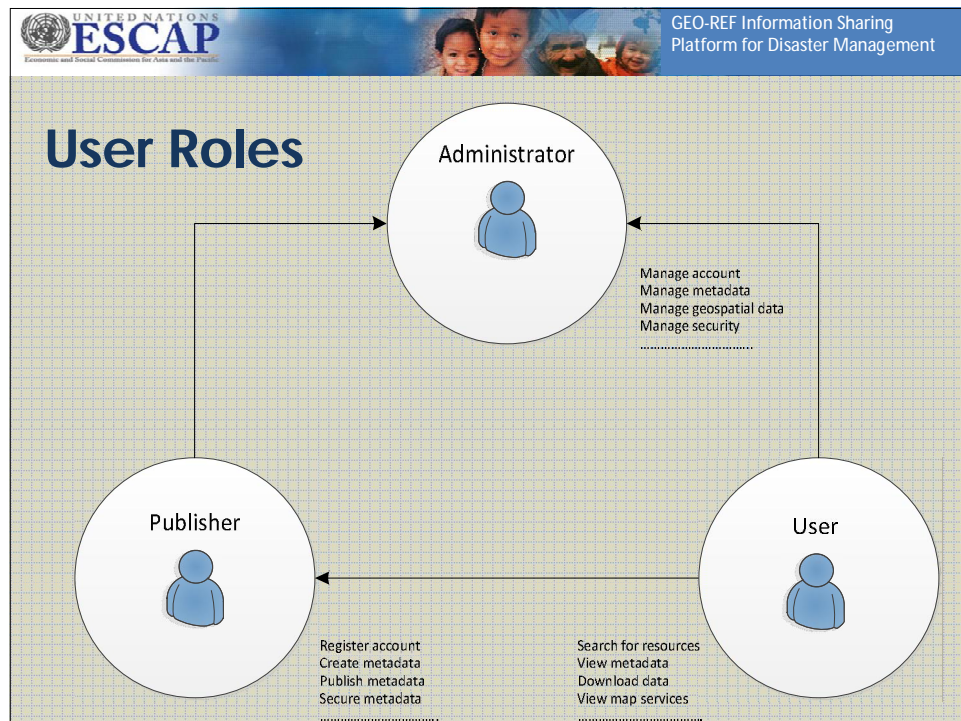 UNITED NATIONS
ESCAP
Economic and Social Commission for Asia and the Pacific
GEO-REF Information Sharing
Platform for Disaster Management
User Roles
Administrator
Manage account
Manage metadata
Manage geospatial data
Manage security
................................
Publisher
User
Register account
Create metadata
Publish metadata
Secure metadata
................................
Search for resources
View metadata
Download data
View map services
................................